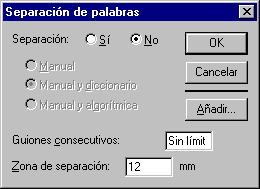 Separación de palabras
Separación: Sí No OK
Manual
Manual y diccionario Cancelar
Manual y algorítmica
Añadir...
Guiones consecutivos: Sin límit
Zona de separación: 12 mm